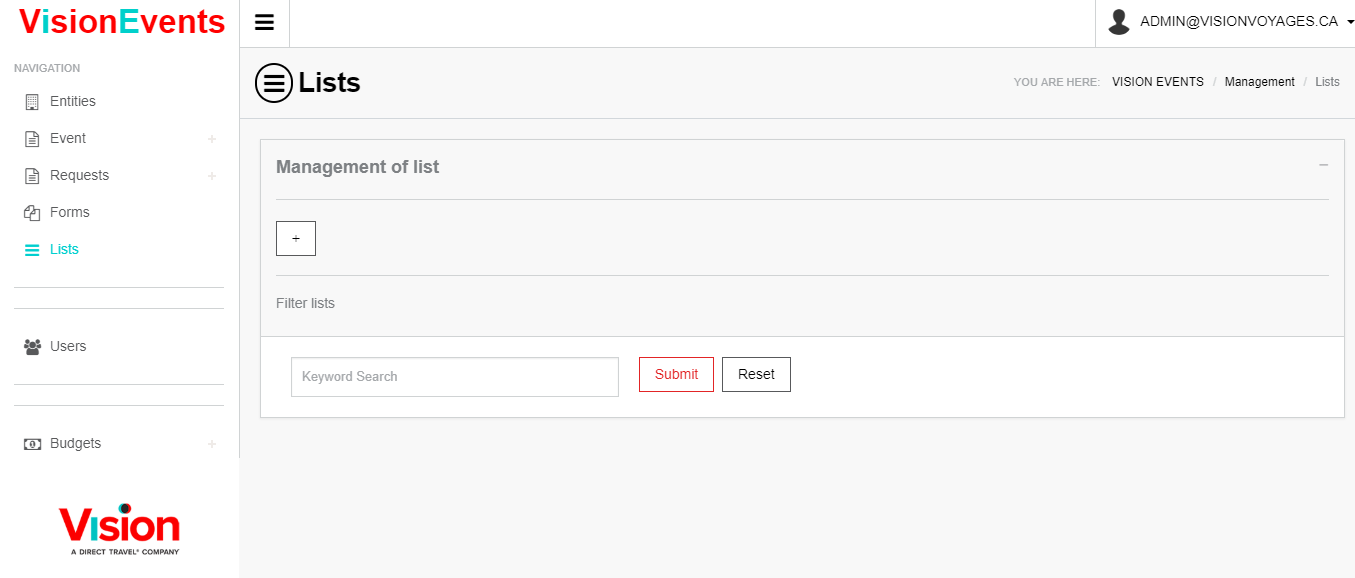 VisionEvents
ADMIN@VISIONVOYAGES.CA
NAVIGATION
Entities
Event +
Requests +
Forms
Lists
Users
Budgets +
Vision
A DIRECT TRAVEL® COMPANY
Lists
YOU ARE HERE: VISION EVENTS / Management / Lists
Management of list −
+
Filter lists
Keyword Search Submit Reset